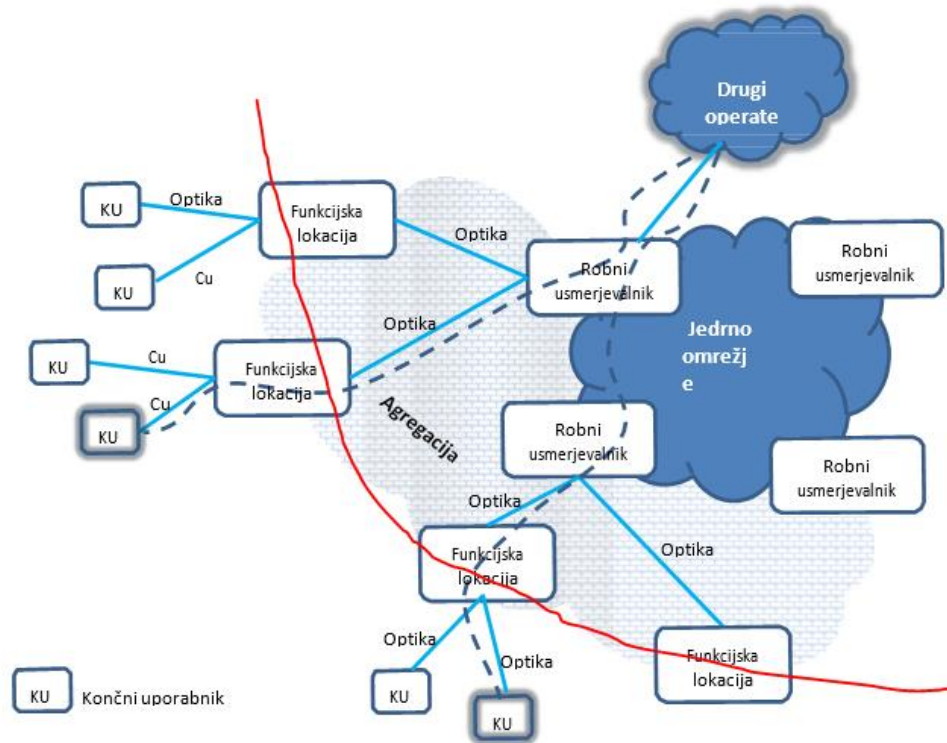 Drugi
operate
KU
Optika
Funkcijska
lokacija
Optika
KU
Cu
Robni
usmerjevalnik
Robni
usmerjevalnik
Optika
Jedrno
omrežj
e
KU
Cu
Funkcijska
lokacija
Cu
KU
Agregacija
Robni
usmerjevalnik
Robni
usmerjevalnik
Optika
Funkcijska
lokacija
Optika
Optika
Optika
Funkcijska
lokacija
KU
KU
KU
Končni uporabnik